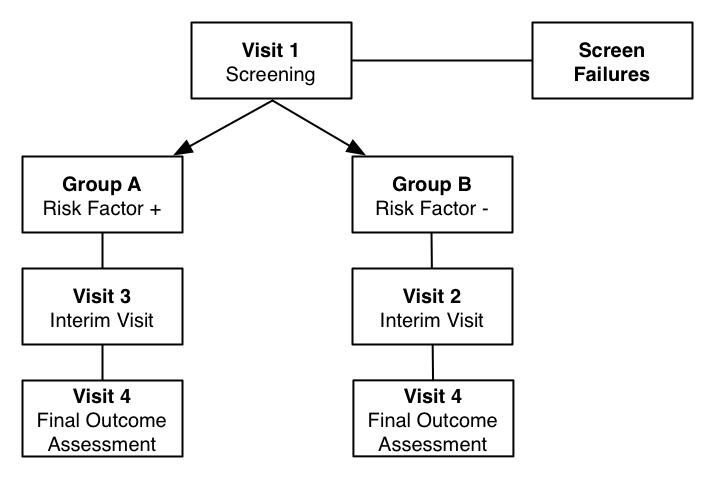 Visit 1
Screening
Screen
Failures
Group A
Risk Factor +
Group B
Risk Factor -
Visit 3
Interim Visit
Visit 2
Interim Visit
Visit 4
Final Outcome
Assessment
Visit 4
Final Outcome
Assessment